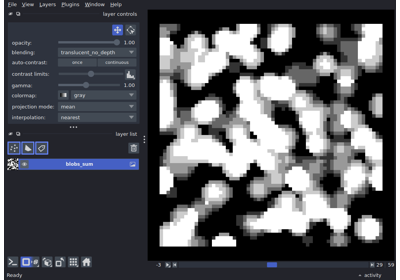 File View Layers Plugins Window Help
layer controls
opacity: 1.00
blending: translucent_no_depth
auto-contrast: once continuous
contrast limits:
gamma: 1.00
colormap: gray
projection mode: mean
interpolation: nearest
layer list
blobs_sum
-3 29 59
Ready activity